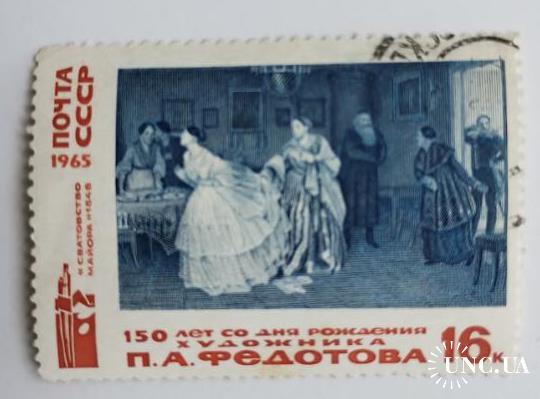 ПОЧТА
СССР
1965
«СВАТОВСТВО
МАЙОРА» 1848
150 ЛЕТ СО ДНЯ РОЖДЕНИЯ
ХУДОЖНИКА
П.А. ФЕДОТОВА
16 к
UNC.UA